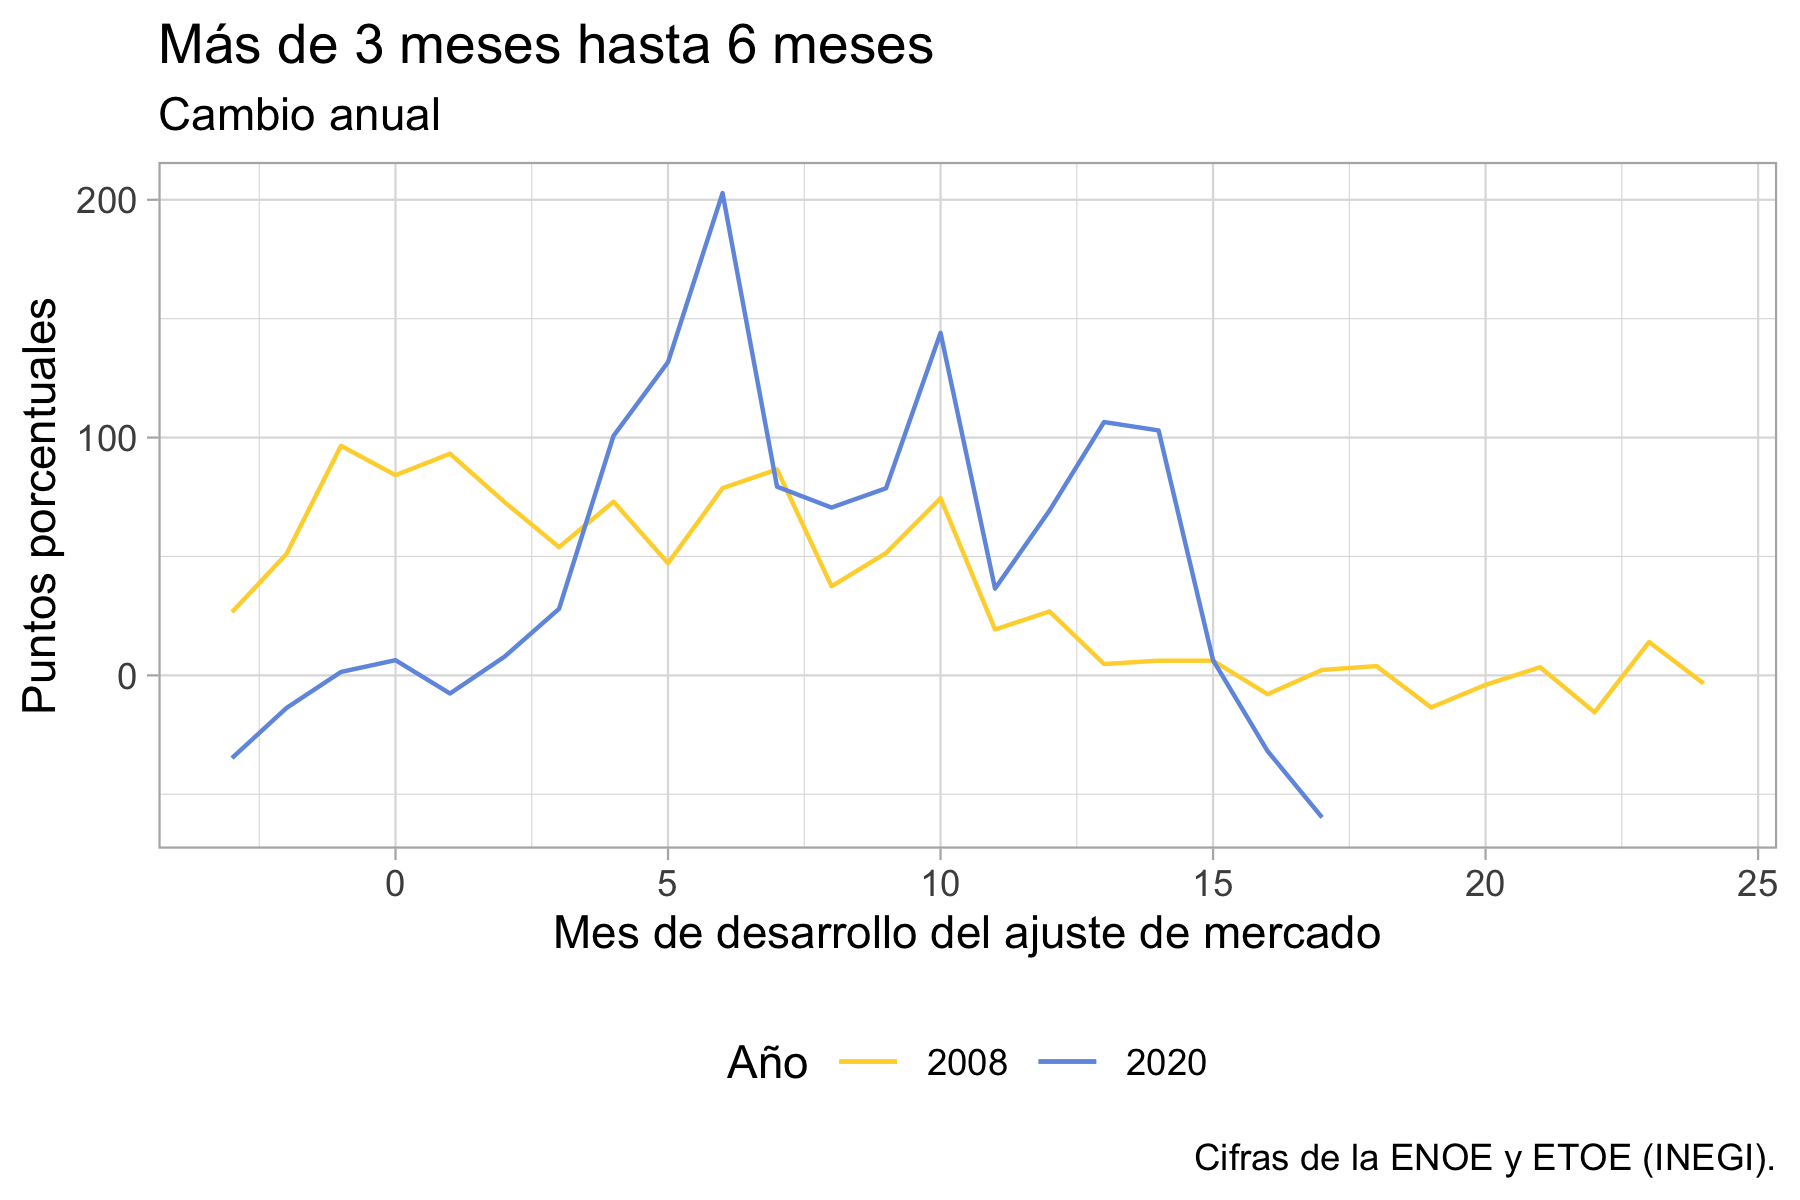 Más de 3 meses hasta 6 meses
Cambio anual
Puntos porcentuales
200
100
0
0
5
10
15
20
25
Mes de desarrollo del ajuste de mercado
Año
2008
2020
Cifras de la ENOE y ETOE (INEGI).